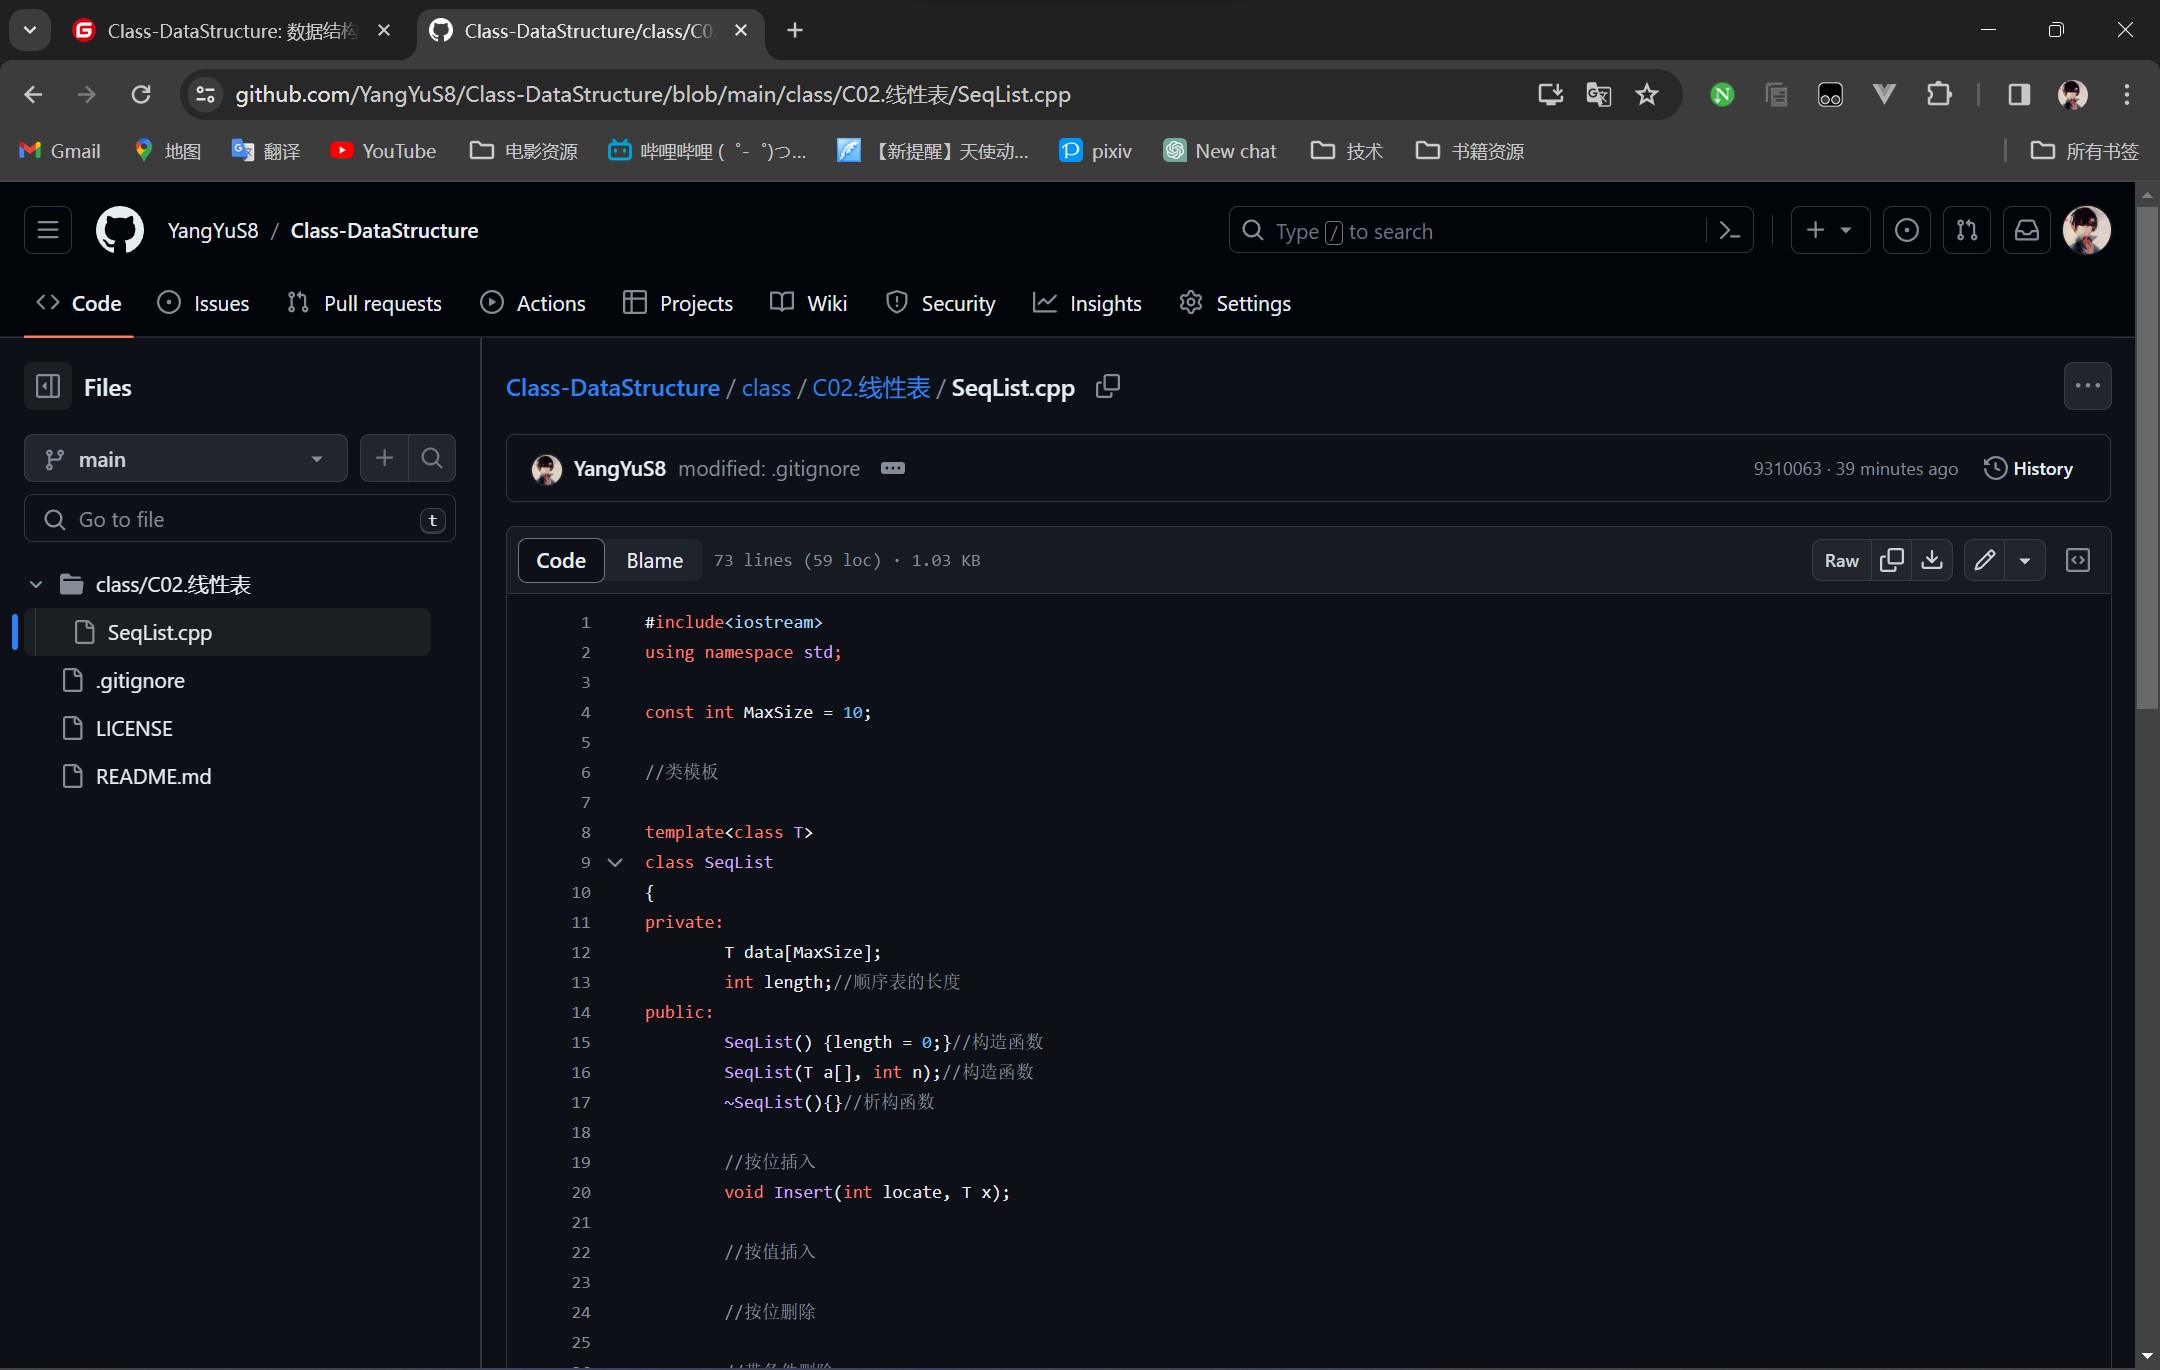 Class-DataStructure: 数据结构
Class-DataStructure/class/C0
github.com/YangYuS8/Class-DataStructure/blob/main/class/C02.线性表/SeqList.cpp
Gmail
地图
翻译
YouTube
电影资源
哔哩哔哩 ( ゜- ゜)つ...
【新提醒】天使动...
pixiv
New chat
技术
书籍资源
所有书签
YangYuS8 / Class-DataStructure
Type / to search
Code
Issues
Pull requests
Actions
Projects
Wiki
Security
Insights
Settings
Files
main
Go to file
t
class/C02.线性表
SeqList.cpp
.gitignore
LICENSE
README.md
Class-DataStructure / class / C02.线性表 / SeqList.cpp
YangYuS8 modified: .gitignore
9310063 · 39 minutes ago
History
Code
Blame
73 lines (59 loc) · 1.03 KB
Raw
1 #include<iostream>
2 using namespace std;
3
4 const int MaxSize = 10;
5
6 //类模板
7
8 template<class T>
9 class SeqList
10 {
11 private:
12 T data[MaxSize];
13 int length;//顺序表的长度
14 public:
15 SeqList() {length = 0;}//构造函数
16 SeqList(T a[], int n);//构造函数
17 ~SeqList(){}//析构函数
18
19 //按位插入
20 void Insert(int locate, T x);
21
22 //按值插入
23
24 //按位删除
25